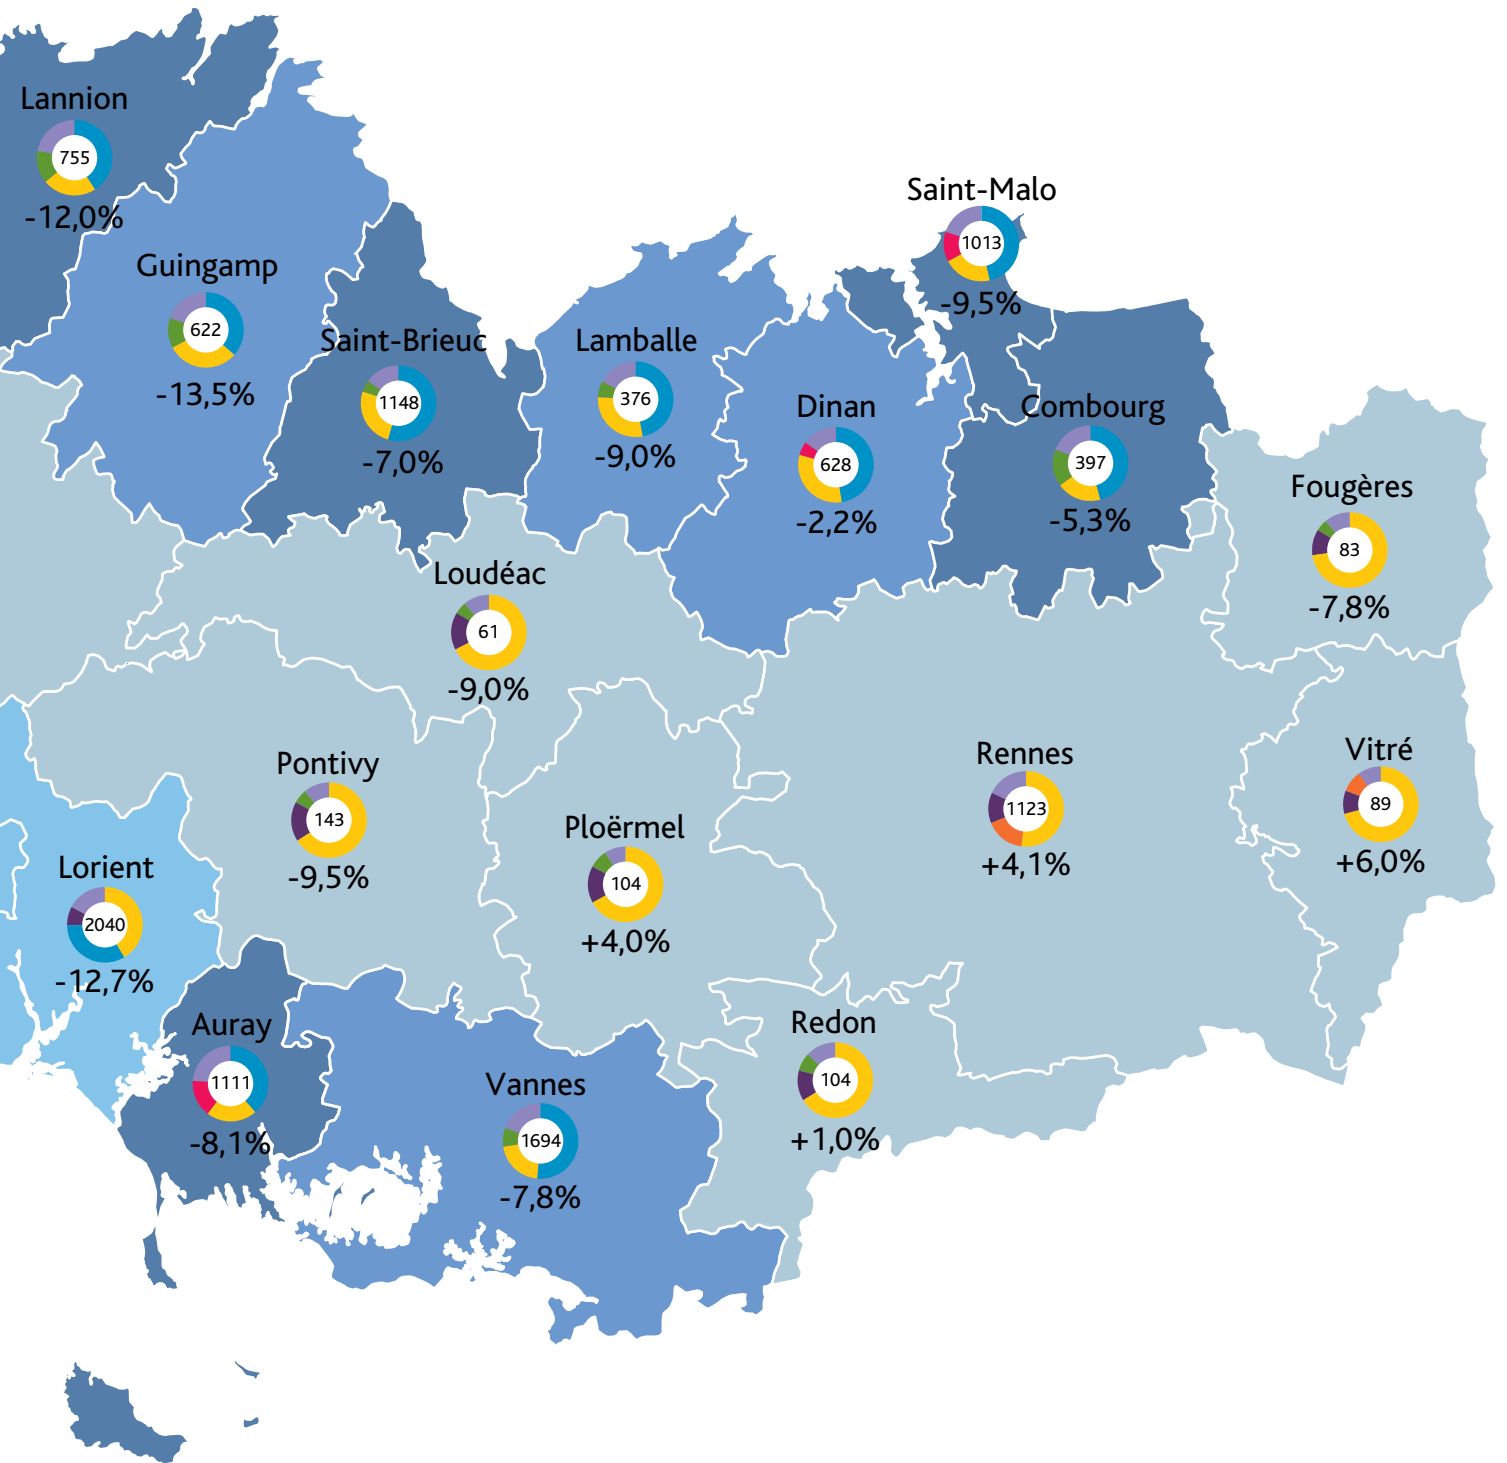 Lannion
755
-12,0%
Saint-Malo
1013
-9,5%
Guingamp
622
-13,5%
Saint-Brieuc
1148
-7,0%
Lamballe
376
-9,0%
Dinan
628
-2,2%
Combourg
397
-5,3%
Fougères
83
-7,8%
Loudéac
61
-9,0%
Pontivy
143
-9,5%
Ploërmel
104
+4,0%
Rennes
1123
+4,1%
Vitré
89
+6,0%
Lorient
2040
-12,7%
Auray
1111
-8,1%
Vannes
1694
-7,8%
Redon
104
+1,0%